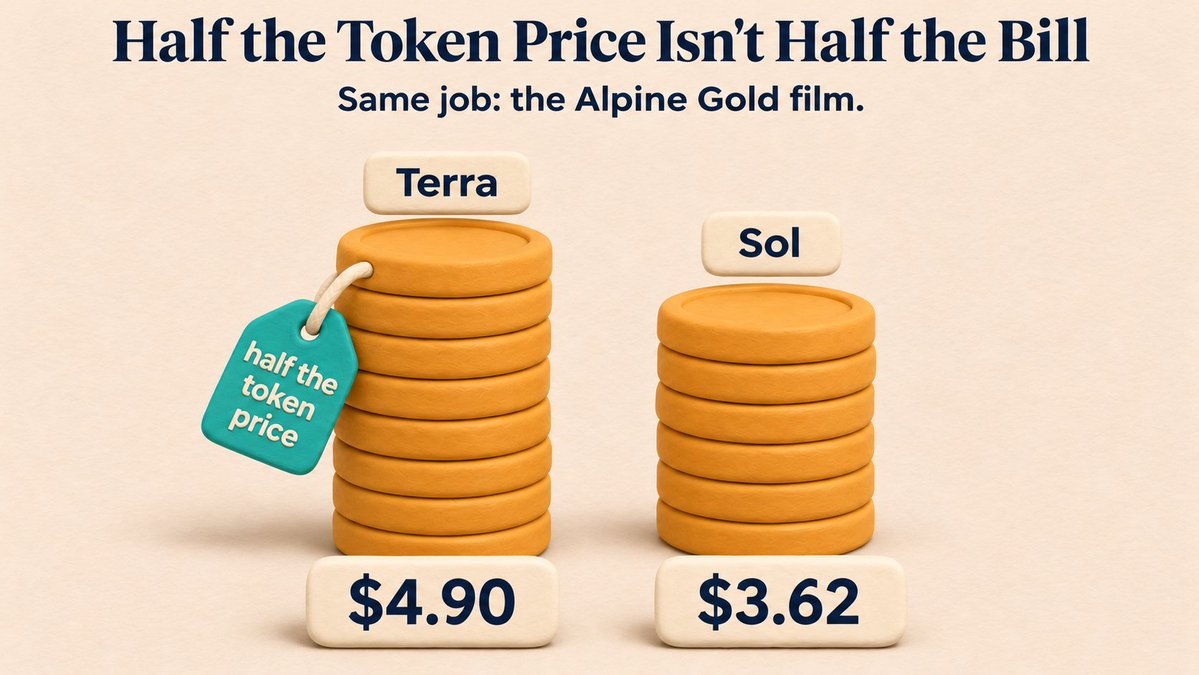 Half the Token Price Isn't Half the Bill
Same job: the Alpine Gold film.
Terra
Sol
half the
token
price
$4.90
$3.62